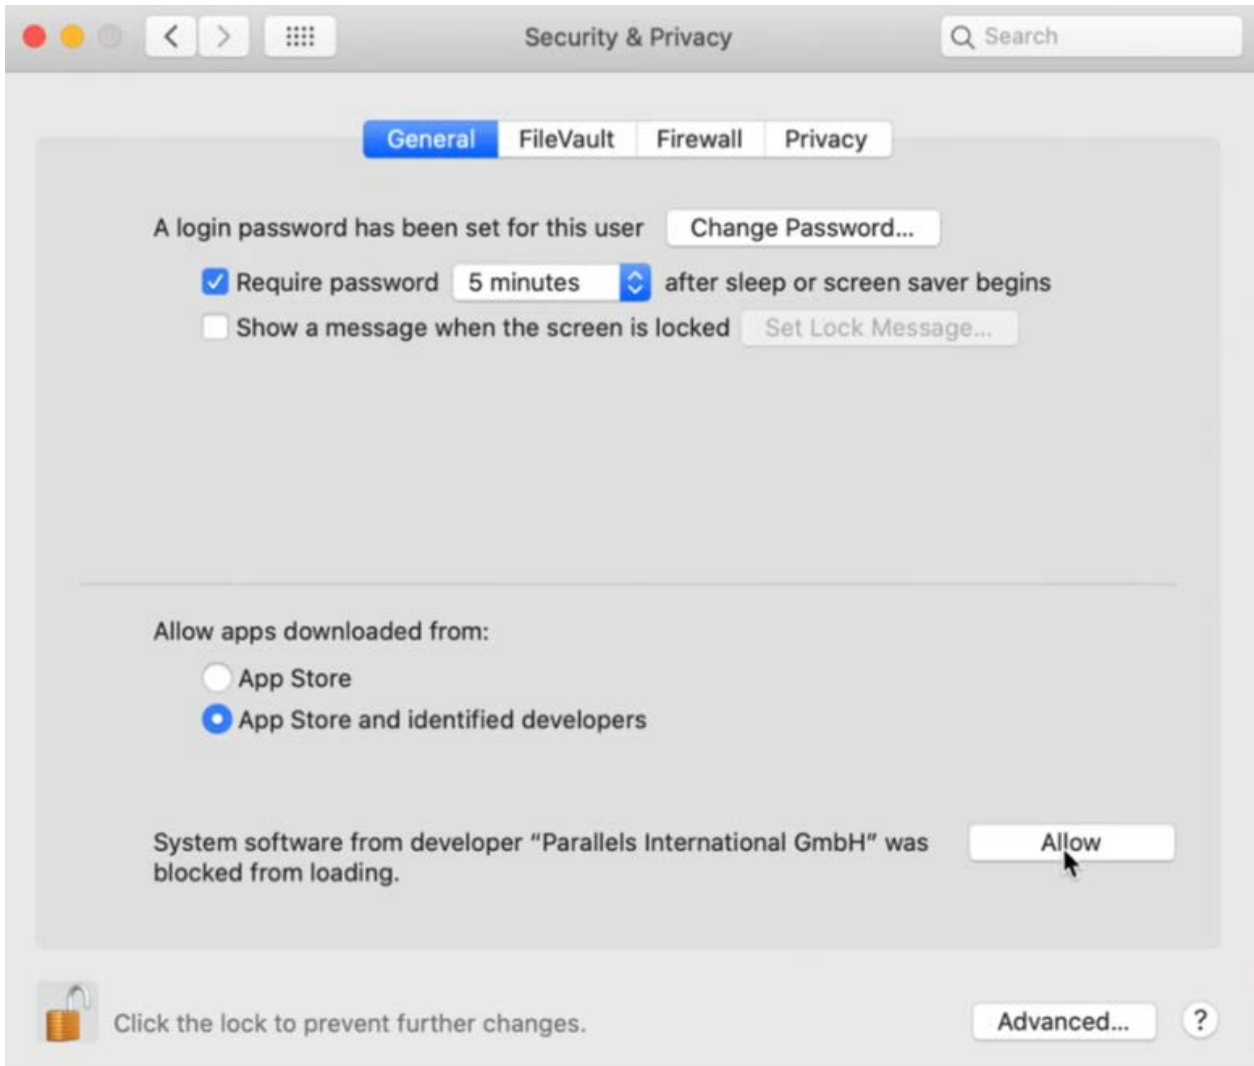 Security & Privacy
Search
General FileVault Firewall Privacy
A login password has been set for this user Change Password...
Require password 5 minutes after sleep or screen saver begins
Show a message when the screen is locked Set Lock Message...
Allow apps downloaded from:
App Store
App Store and identified developers
System software from developer “Parallels International GmbH” was Allow
blocked from loading.
Click the lock to prevent further changes. Advanced... ?